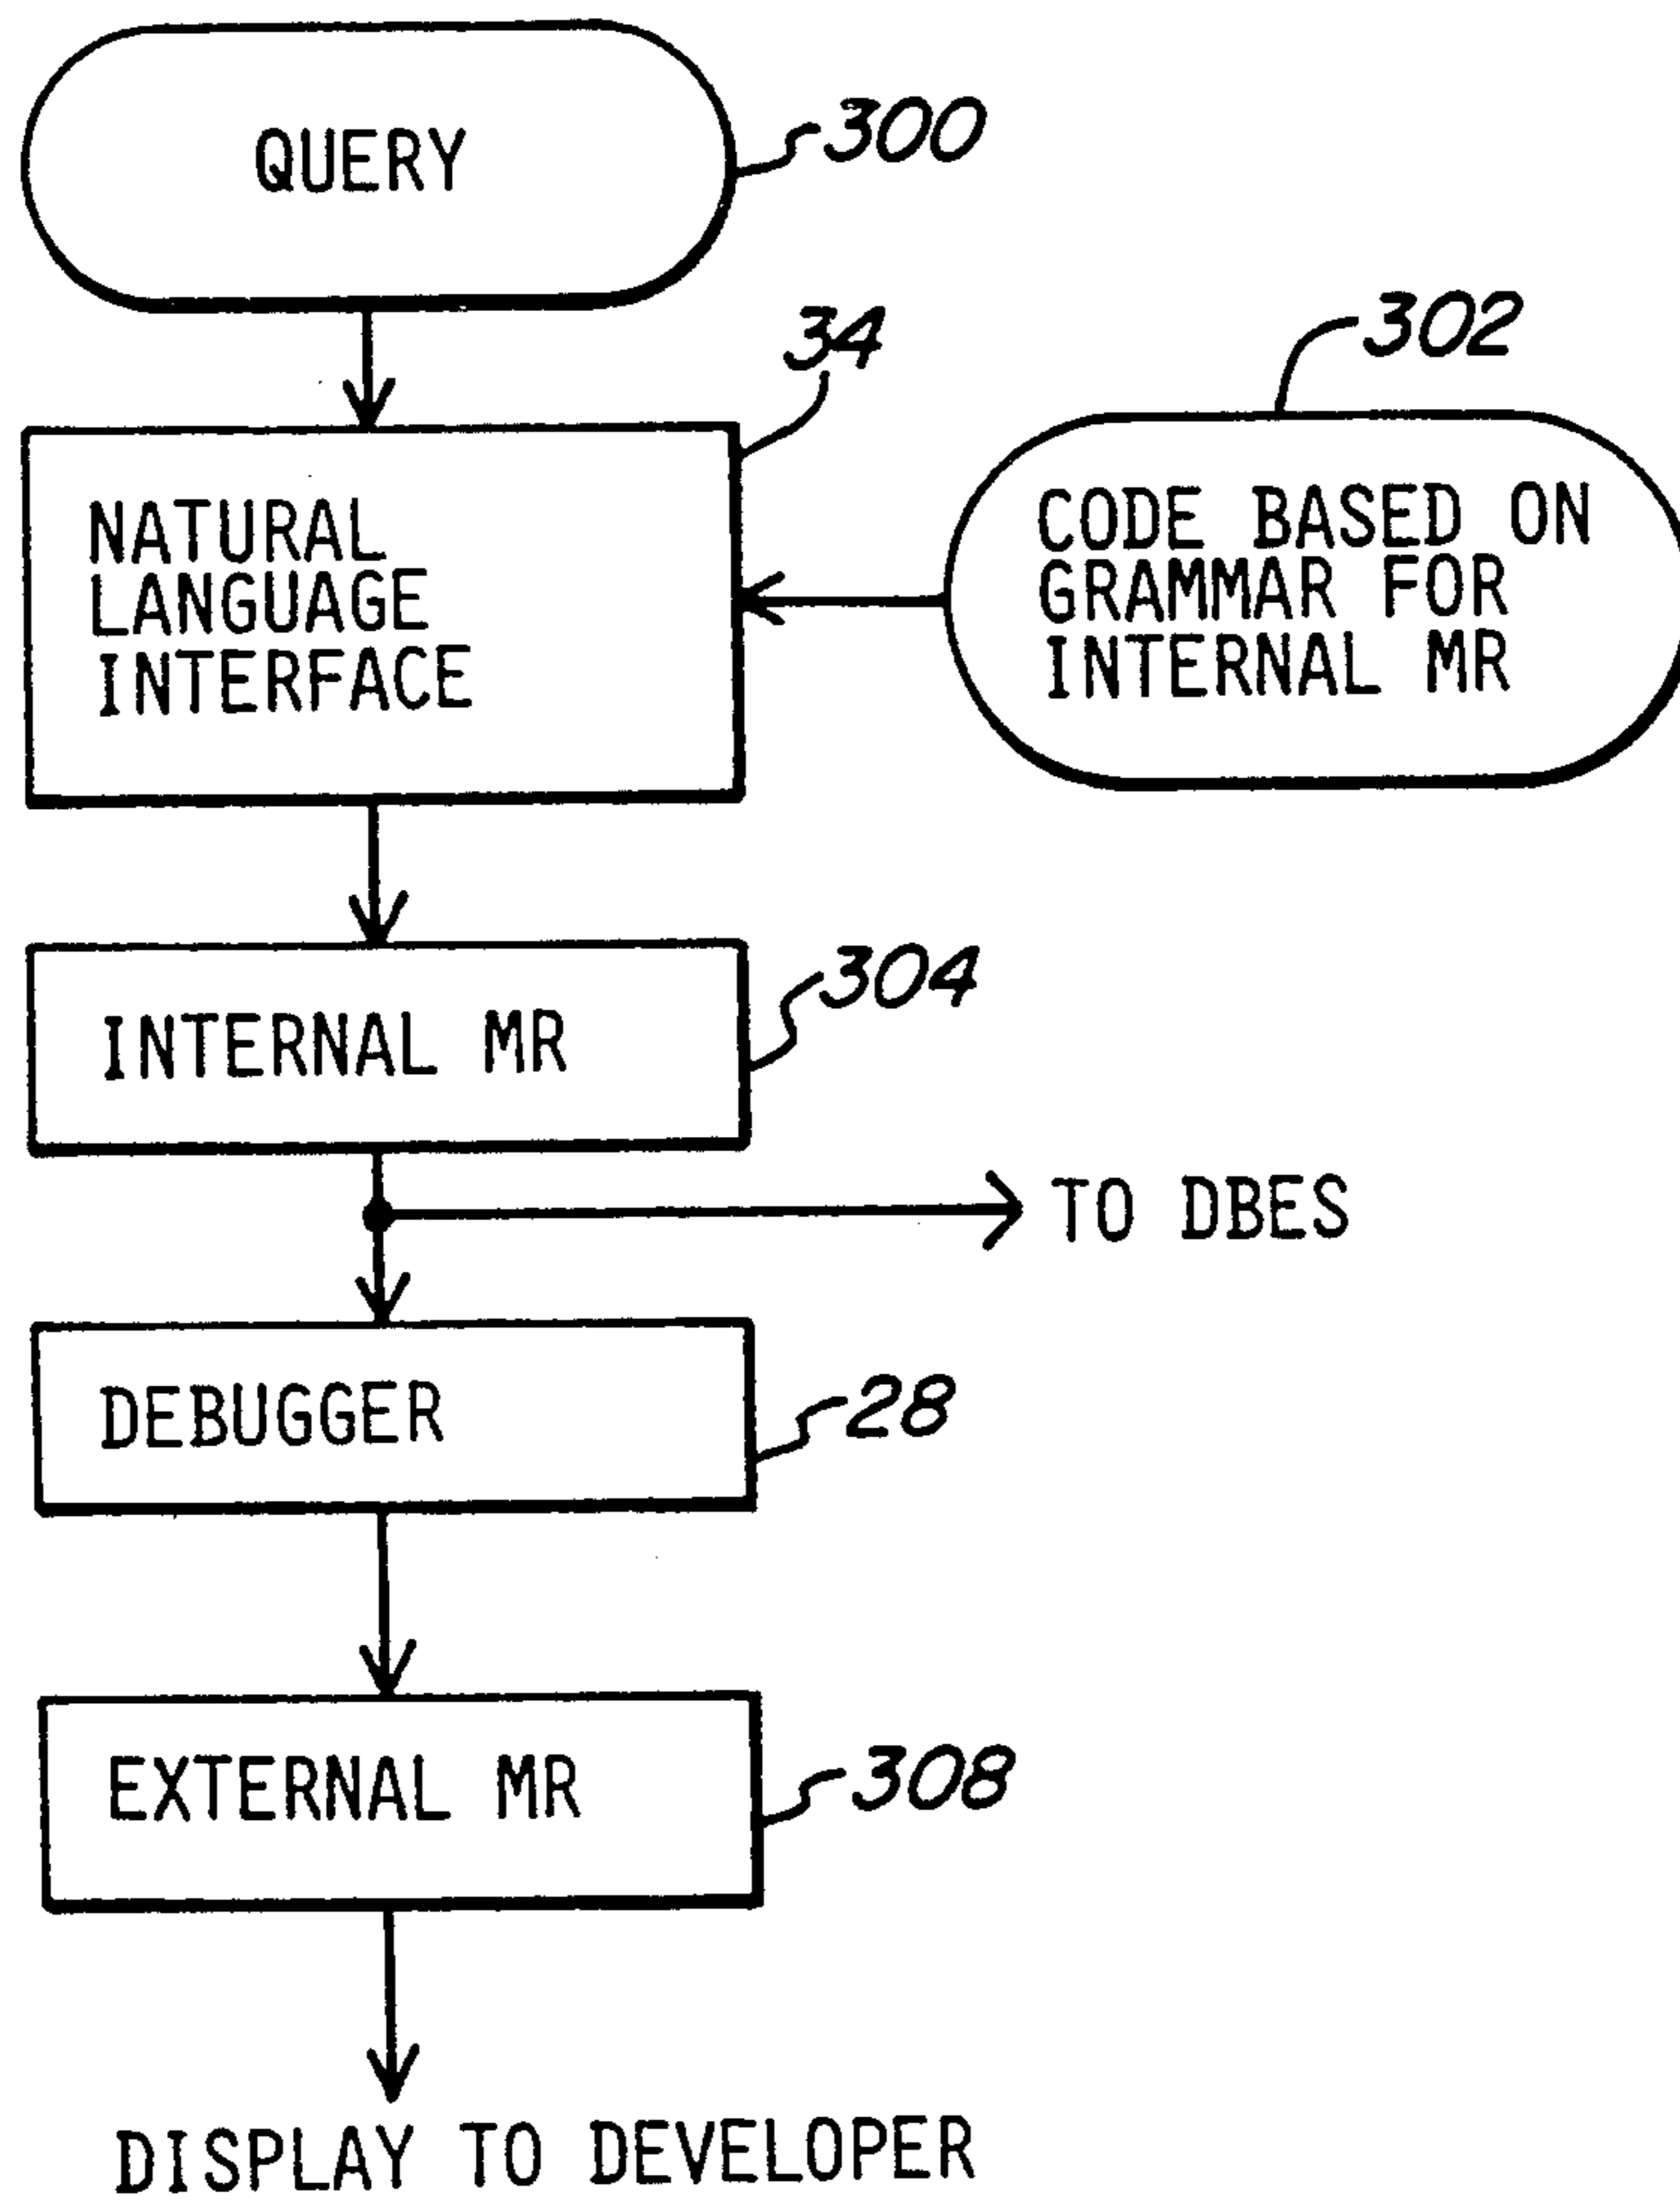 QUERY
300
34
302
NATURAL
LANGUAGE
INTERFACE
CODE BASED ON
GRAMMAR FOR
INTERNAL MR
304
INTERNAL MR
TO DBES
DEBUGGER
28
EXTERNAL MR
308
DISPLAY TO DEVELOPER